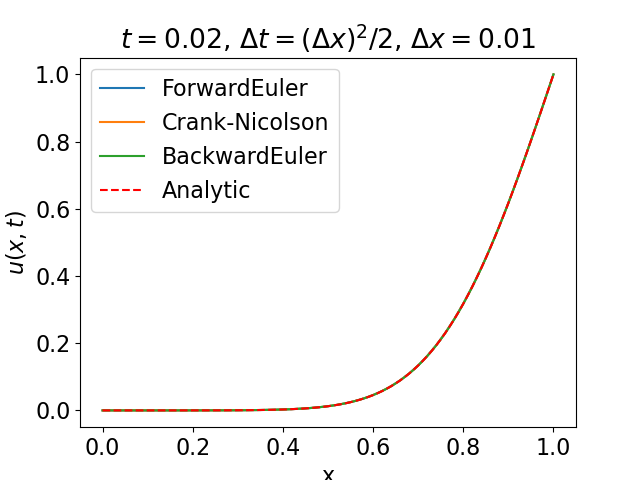 t = 0.02, Δt = (Δx)²/2, Δx = 0.01
ForwardEuler
Crank-Nicolson
BackwardEuler
Analytic
u(x, t)
1.0
0.8
0.6
0.4
0.2
0.0
0.0 0.2 0.4 0.6 0.8 1.0
x